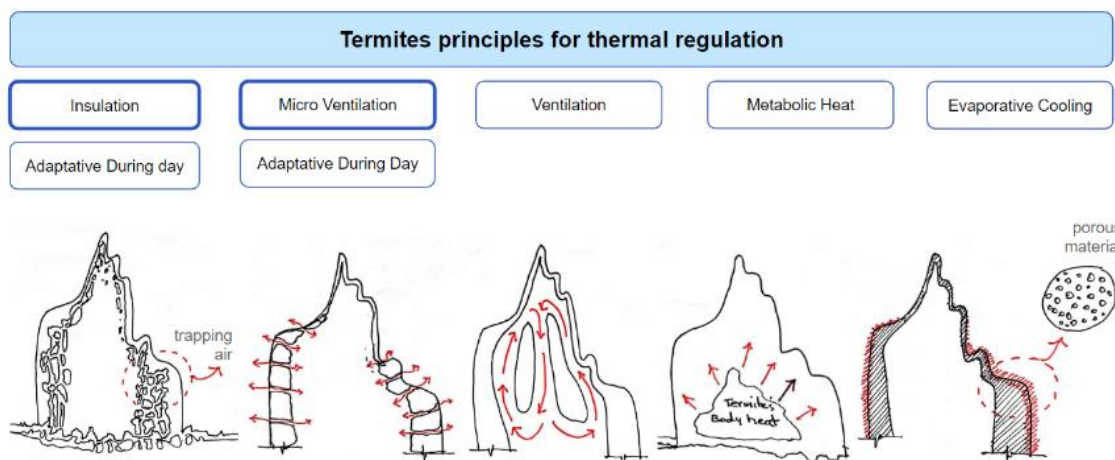 Termites principles for thermal regulation
Insulation
Micro Ventilation
Ventilation
Metabolic Heat
Evaporative Cooling
Adaptative During day
Adaptative During Day
porous
materia
trapping
air
Termites
Body heat